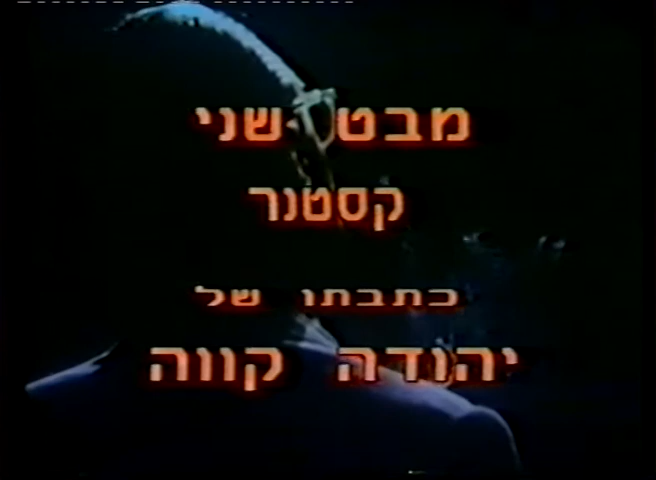 מבט שני
קסטנר
כתבתו של
יהודה קווה